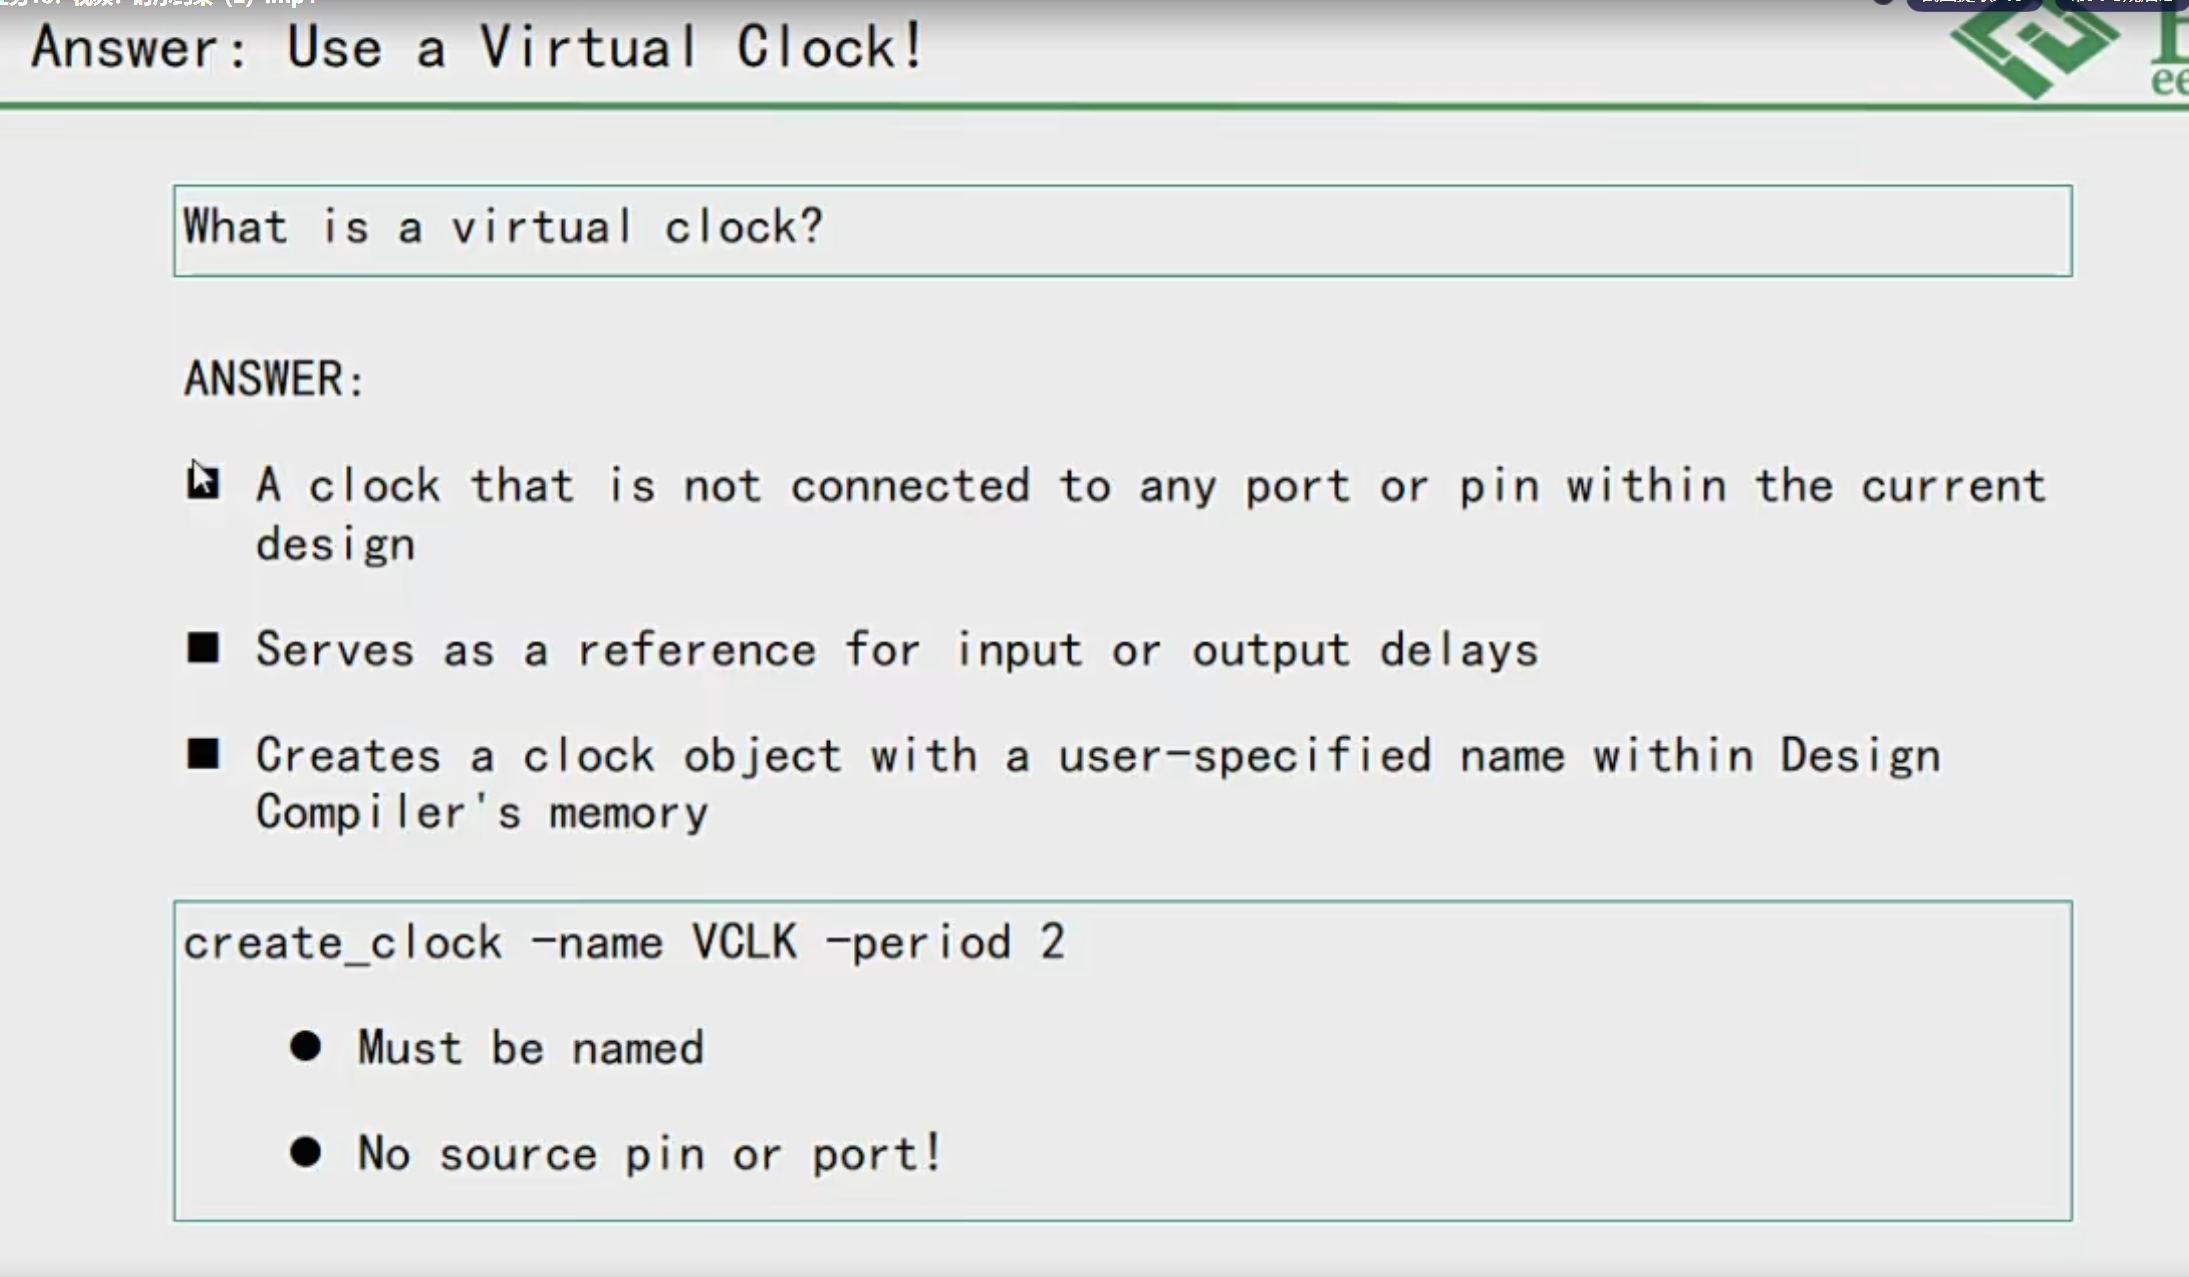 Answer: Use a Virtual Clock!
ee
What is a virtual clock?
ANSWER:
A clock that is not connected to any port or pin within the current
design
Serves as a reference for input or output delays
Creates a clock object with a user-specified name within Design
Compiler's memory
create_clock -name VCLK -period 2
Must be named
No source pin or port!